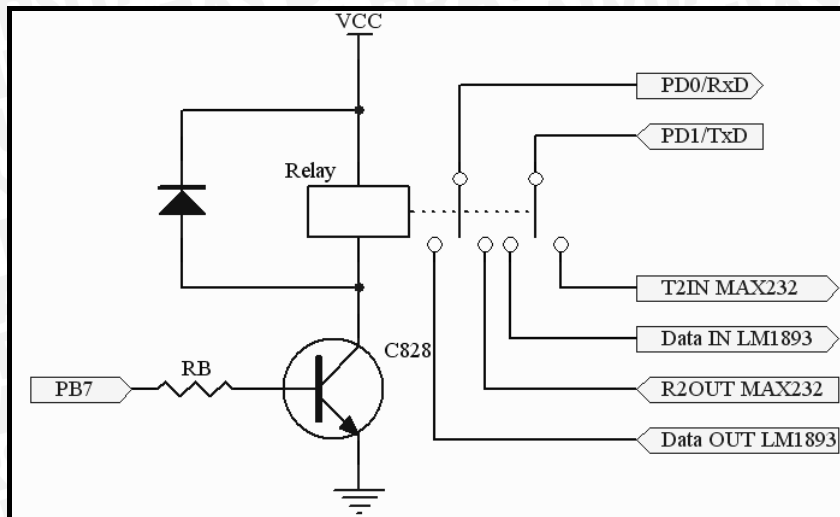 VCC
PD0/RxD
PD1/TxD
Relay
T2IN MAX232
Data IN LM1893
C828
RB
PB7
R2OUT MAX232
Data OUT LM1893